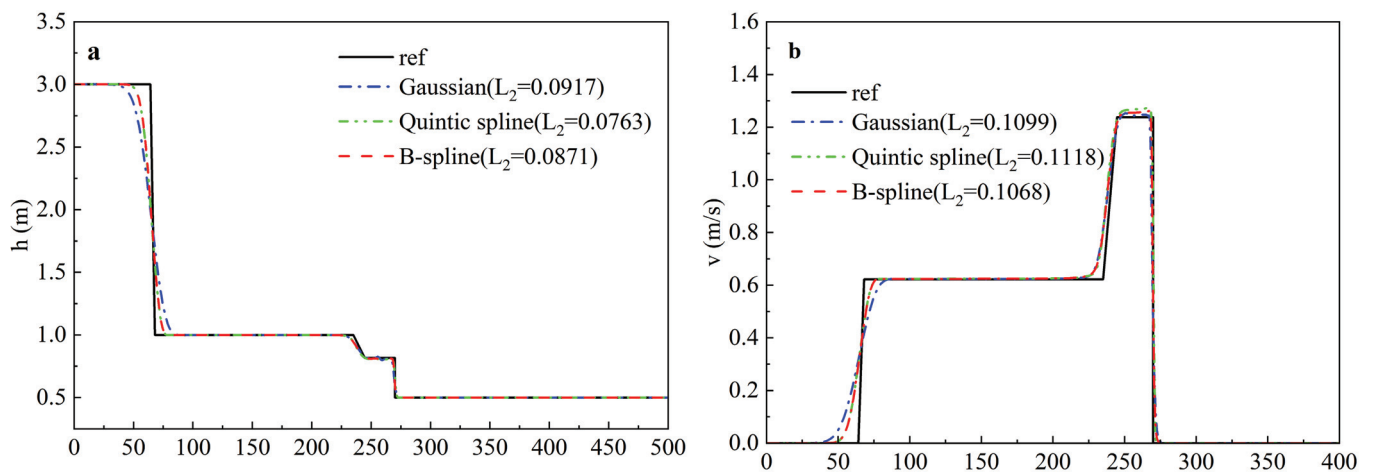 a
ref
Gaussian(L2=0.0917)
Quintic spline(L2=0.0763)
B-spline(L2=0.0871)
h (m)
3.5
3.0
2.5
2.0
1.5
1.0
0.5
0 50 100 150 200 250 300 350 400 450 500
b
ref
Gaussian(L2=0.1099)
Quintic spline(L2=0.1118)
B-spline(L2=0.1068)
v (m/s)
1.6
1.4
1.2
1.0
0.8
0.6
0.4
0.2
0.0
0 50 100 150 200 250 300 350 400